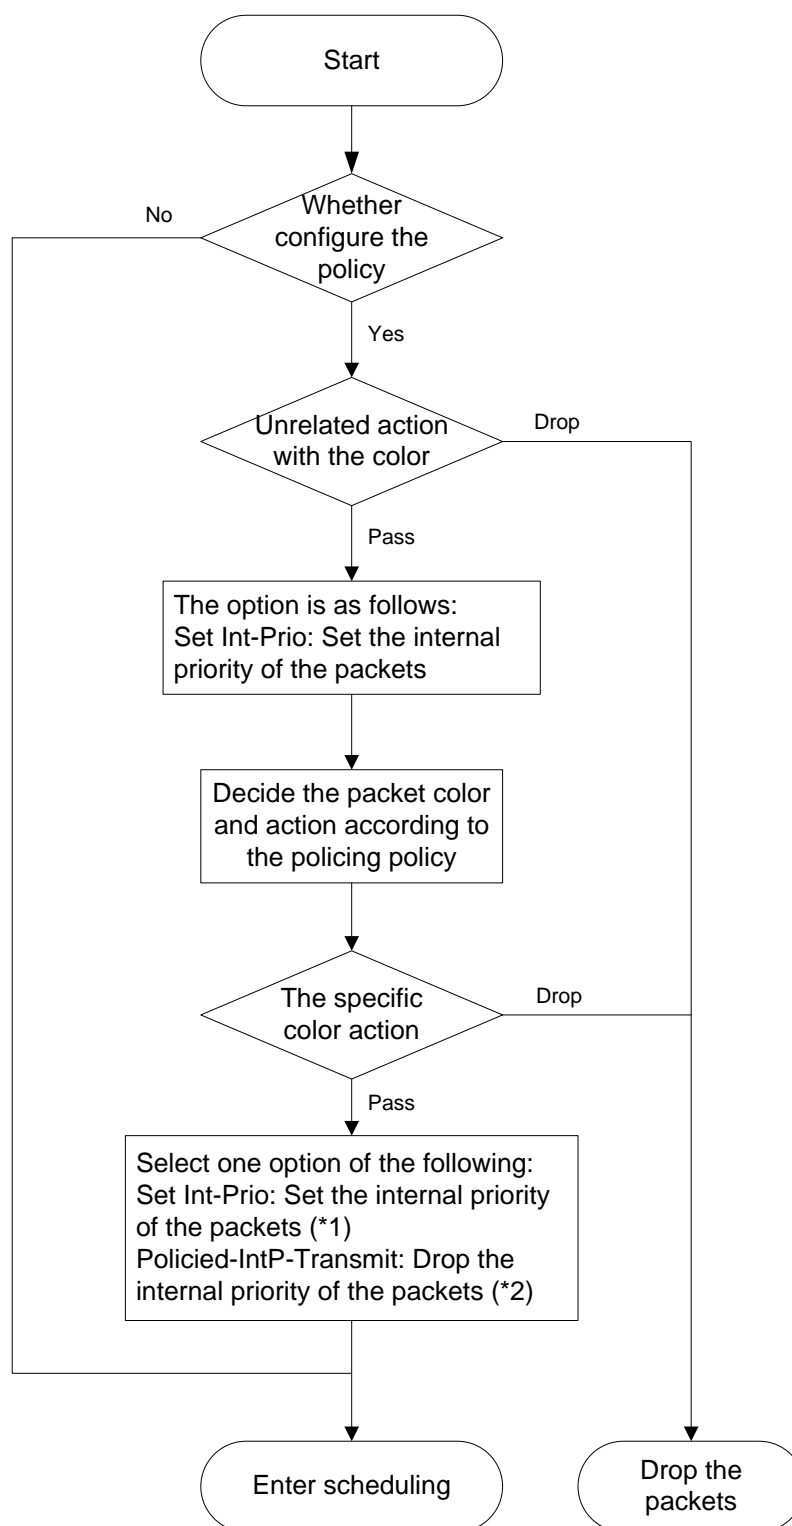 Start
Whether
configure the
policy
No
Yes
Unrelated action
with the color
Drop
Pass
The option is as follows:
Set Int-Prio: Set the internal
priority of the packets
Decide the packet color
and action according to
the policing policy
The specific
color action
Drop
Pass
Select one option of the following:
Set Int-Prio: Set the internal priority
of the packets (*1)
Policied-IntP-Transmit: Drop the
internal priority of the packets (*2)
Enter scheduling
Drop the
packets